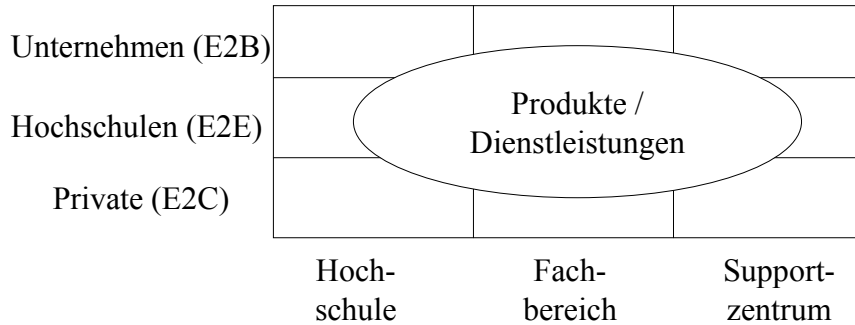 Unternehmen (E2B)
Produkte /
Hochschulen (E2E)
Dienstleistungen
Private (E2C)
Hoch-
schule
Fach-
bereich
Support-
zentrum